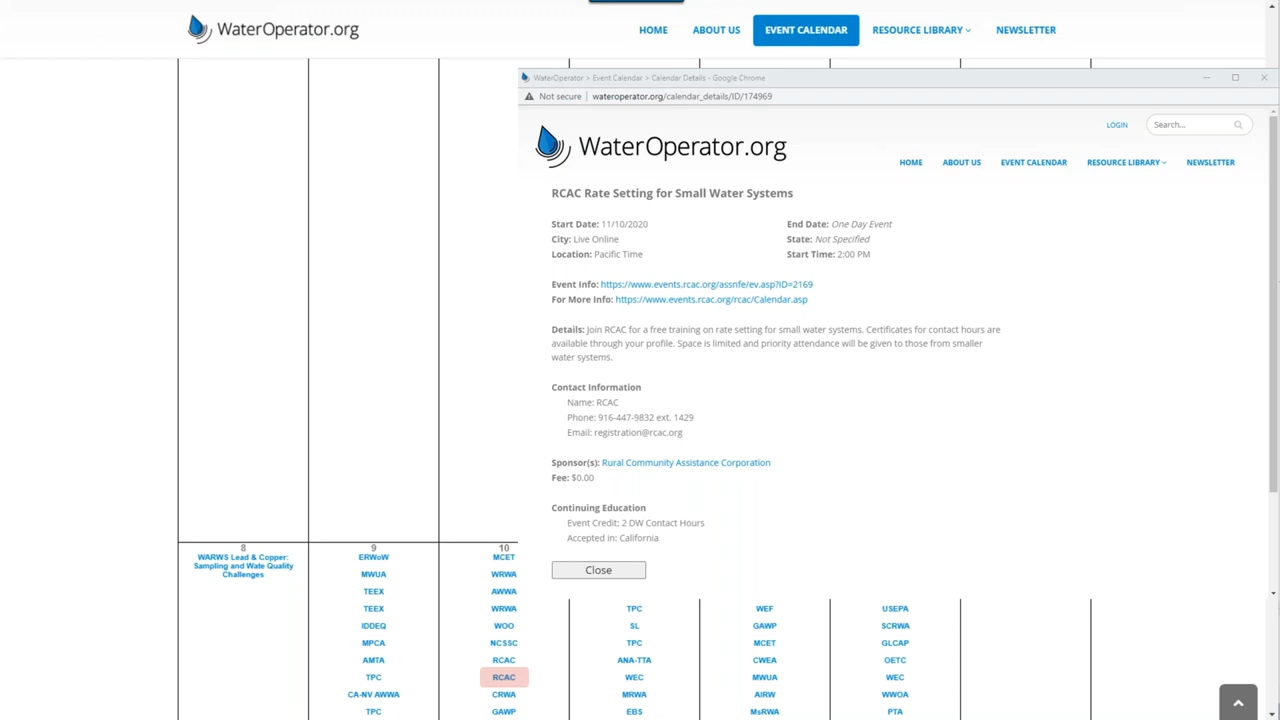 WaterOperator.org
HOME ABOUT US EVENT CALENDAR RESOURCE LIBRARY NEWSLETTER
WaterOperator > Event Calendar > Calendar Details - Google Chrome
Not secure | wateroperator.org/calendar_details/ID/174969
LOGIN Search...
WaterOperator.org
HOME ABOUT US EVENT CALENDAR RESOURCE LIBRARY NEWSLETTER
RCAC Rate Setting for Small Water Systems
Start Date: 11/10/2020 End Date: One Day Event
City: Live Online State: Not Specified
Location: Pacific Time Start Time: 2:00 PM
Event Info: https://www.events.rcac.org/assnfe/ev.asp?ID=2169
For More Info: https://www.events.rcac.org/rcac/Calendar.asp
Details: Join RCAC for a free training on rate setting for small water systems. Certificates for contact hours are
available through your profile. Space is limited and priority attendance will be given to those from smaller
water systems.
Contact Information
Name: RCAC
Phone: 916-447-9832 ext. 1429
Email: registration@rcac.org
Sponsor(s): Rural Community Assistance Corporation
Fee: $0.00
Continuing Education
Event Credit: 2 DW Contact Hours
Accepted in: California
Close
8 9 10
WARWS Lead & Copper: ERWoW MCET
Sampling and Wate Quality
Challenges MWUA WRWA
TEEX AWWA
TEEX WRWA TPC WEF USEPA
IDDEQ WOO SL GAWP SCRWA
MPCA NCSSC TPC MCET GLCAP
AMTA RCAC ANA-TTA CWEA OETC
TPC RCAC WEC MWUA WEC
CA-NV AWWA CRWA MRWA AIRW WWOA
TPC GAWP EBS MsRWA PTA